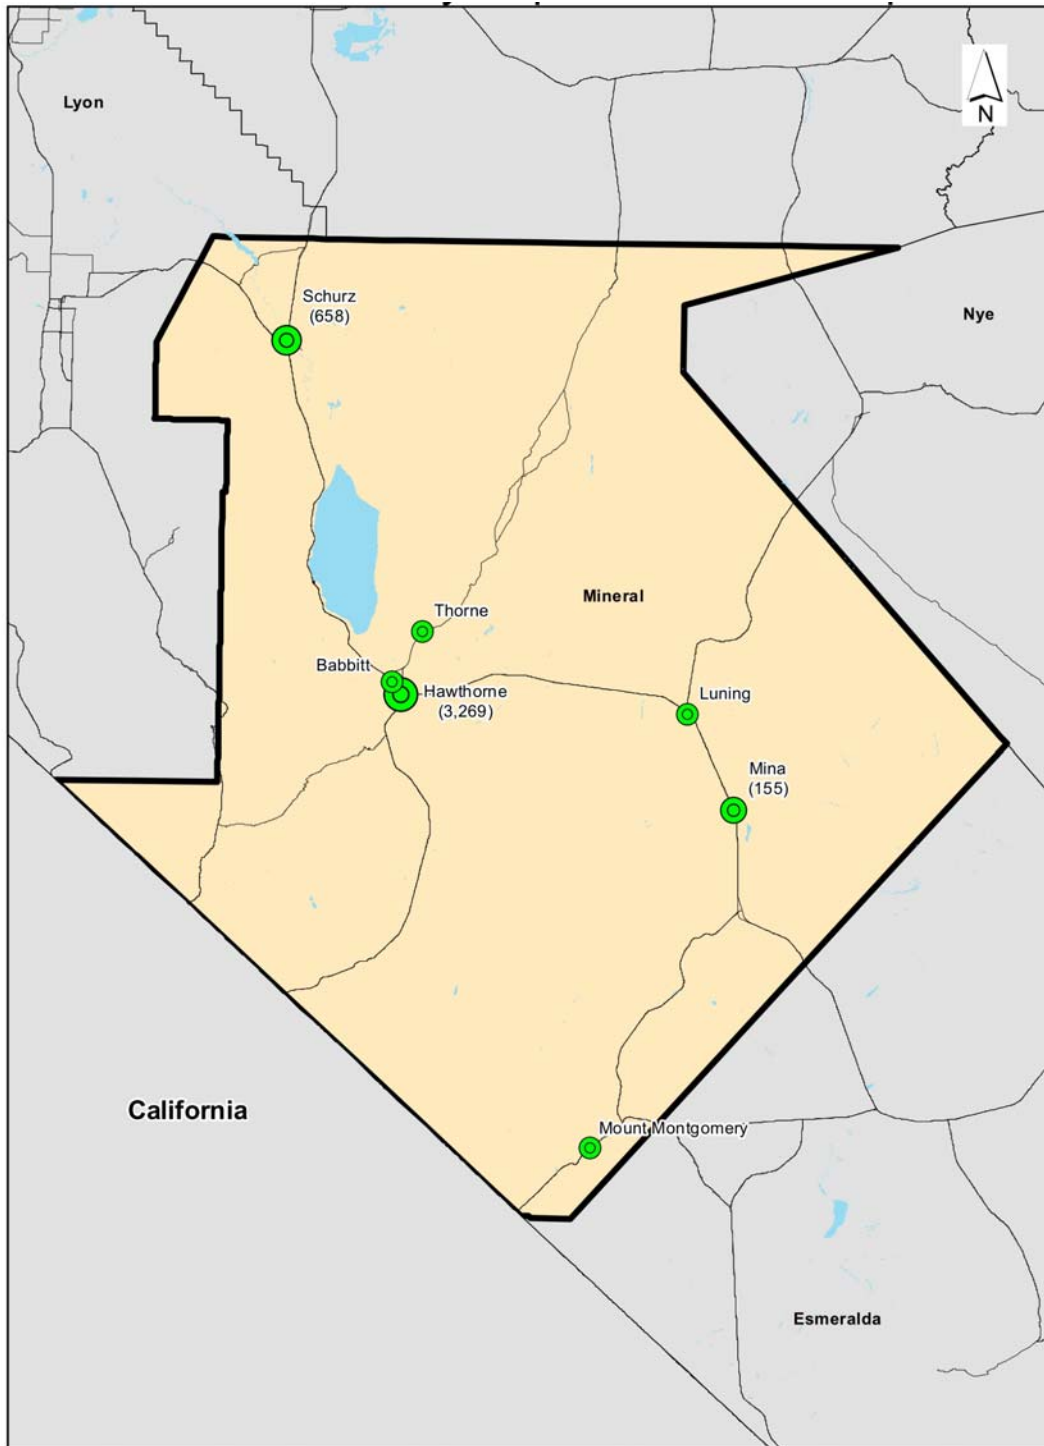 Lyon
N
Schurz
(658)
Nye
Mineral
Thorne
Babbitt
Hawthorne
(3,269)
Luning
Mina
(155)
California
Mount Montgomery
Esmeralda